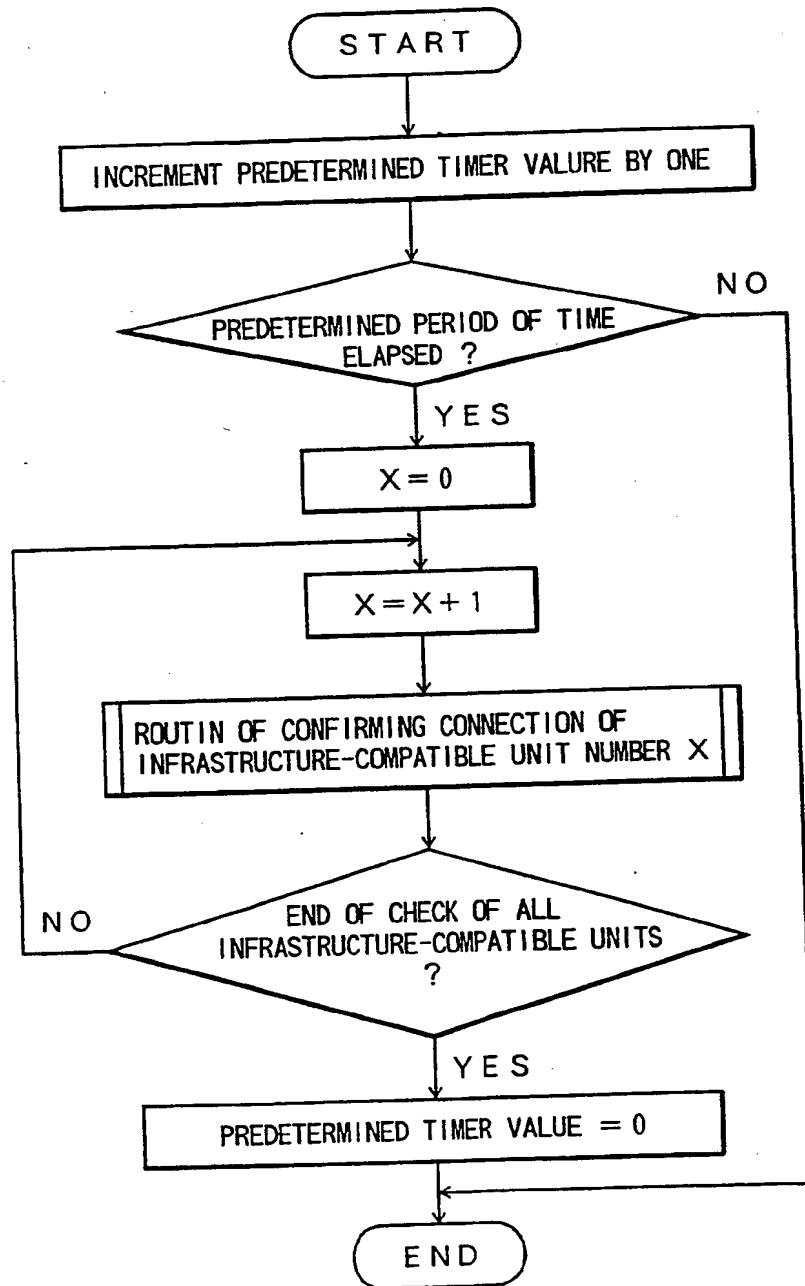 START
INCREMENT PREDETERMINED TIMER VALURE BY ONE
PREDETERMINED PERIOD OF TIME
ELAPSED ?
NO
YES
X = 0
X = X + 1
ROUTIN OF CONFIRMING CONNECTION OF
INFRASTRUCTURE-COMPATIBLE UNIT NUMBER X
END OF CHECK OF ALL
INFRASTRUCTURE-COMPATIBLE UNITS
?
NO
YES
PREDETERMINED TIMER VALUE = 0
END